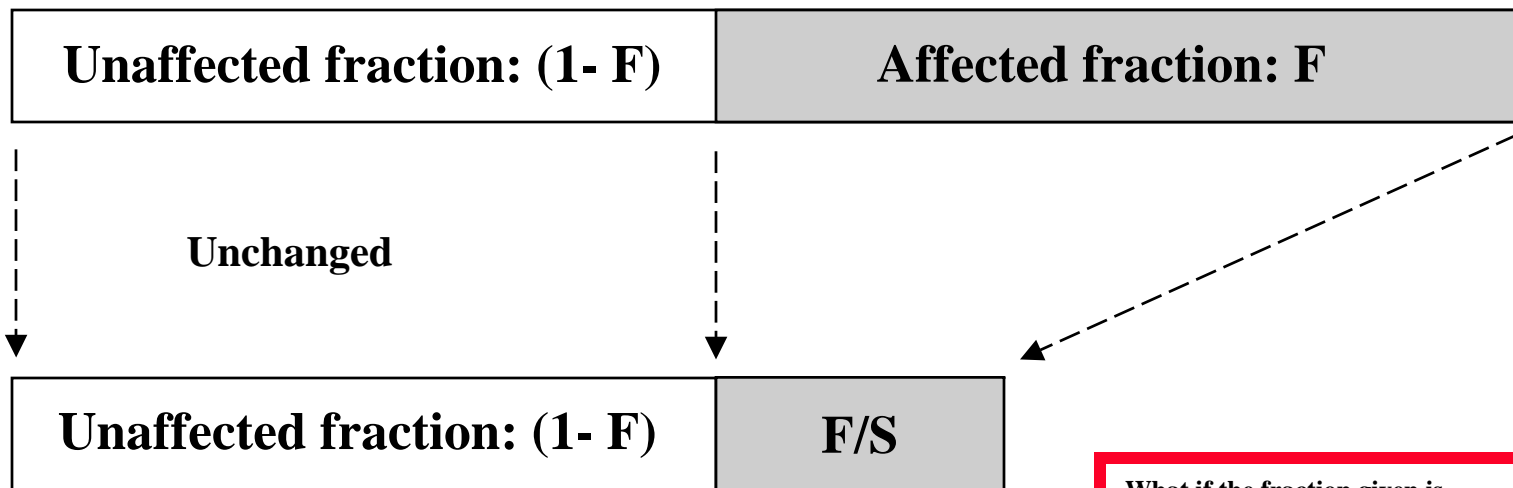 Unaffected fraction: (1- F)
Affected fraction: F
Unchanged
Unaffected fraction: (1- F)
F/S
What if the fraction given is